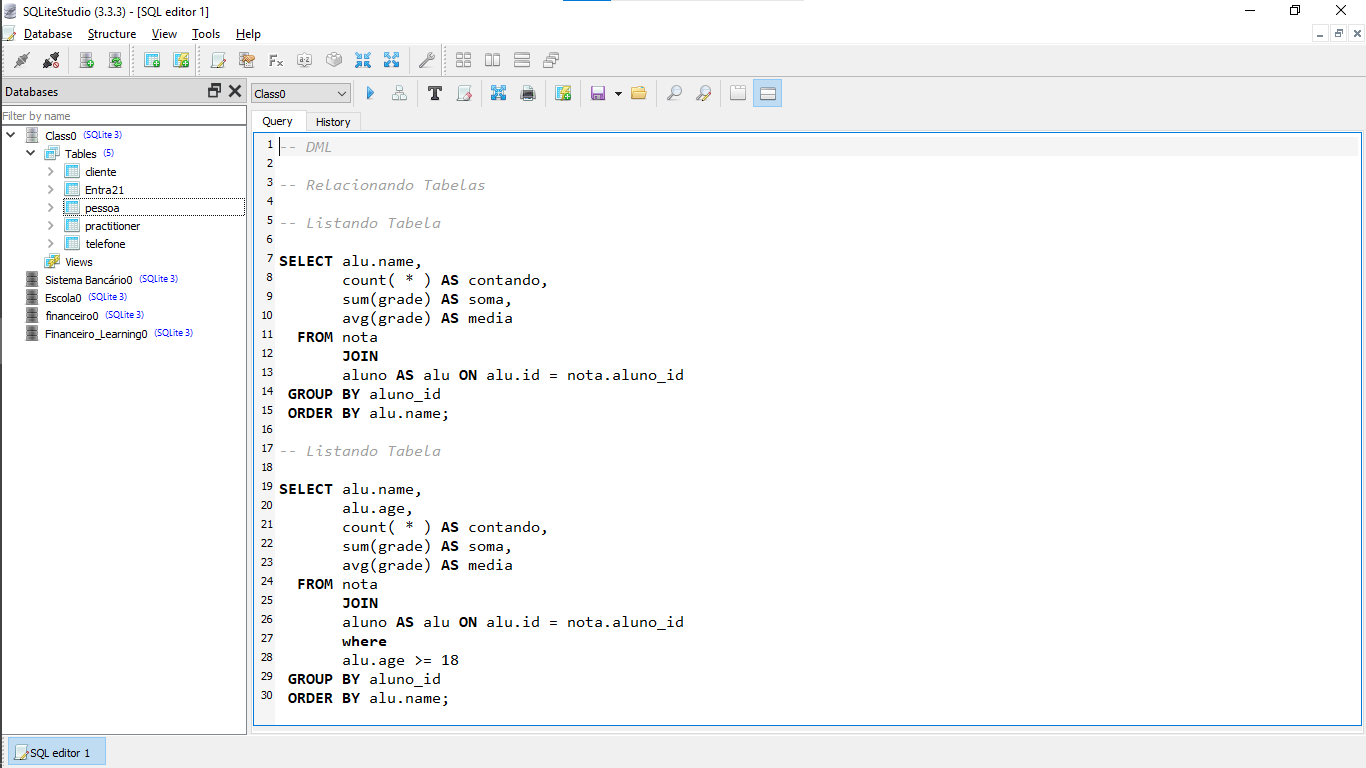 SQLiteStudio (3.3.3) - [SQL editor 1]
Database Structure View Tools Help
Databases
Filter by name
Class0 (SQLite 3)
Tables (5)
cliente
Entra21
pessoa
practitioner
telefone
Views
Sistema Bancário0 (SQLite 3)
Escola0 (SQLite 3)
financeiro0 (SQLite 3)
Financeiro_Learning0 (SQLite 3)
Class0
Query History
1 -- DML
2
3 -- Relacionando Tabelas
4
5 -- Listando Tabela
6
7 SELECT alu.name,
8 count( * ) AS contando,
9 sum(grade) AS soma,
10 avg(grade) AS media
11 FROM nota
12 JOIN
13 aluno AS alu ON alu.id = nota.aluno_id
14 GROUP BY aluno_id
15 ORDER BY alu.name;
16
17 -- Listando Tabela
18
19 SELECT alu.name,
20 alu.age,
21 count( * ) AS contando,
22 sum(grade) AS soma,
23 avg(grade) AS media
24 FROM nota
25 JOIN
26 aluno AS alu ON alu.id = nota.aluno_id
27 where
28 alu.age >= 18
29 GROUP BY aluno_id
30 ORDER BY alu.name;
SQL editor 1